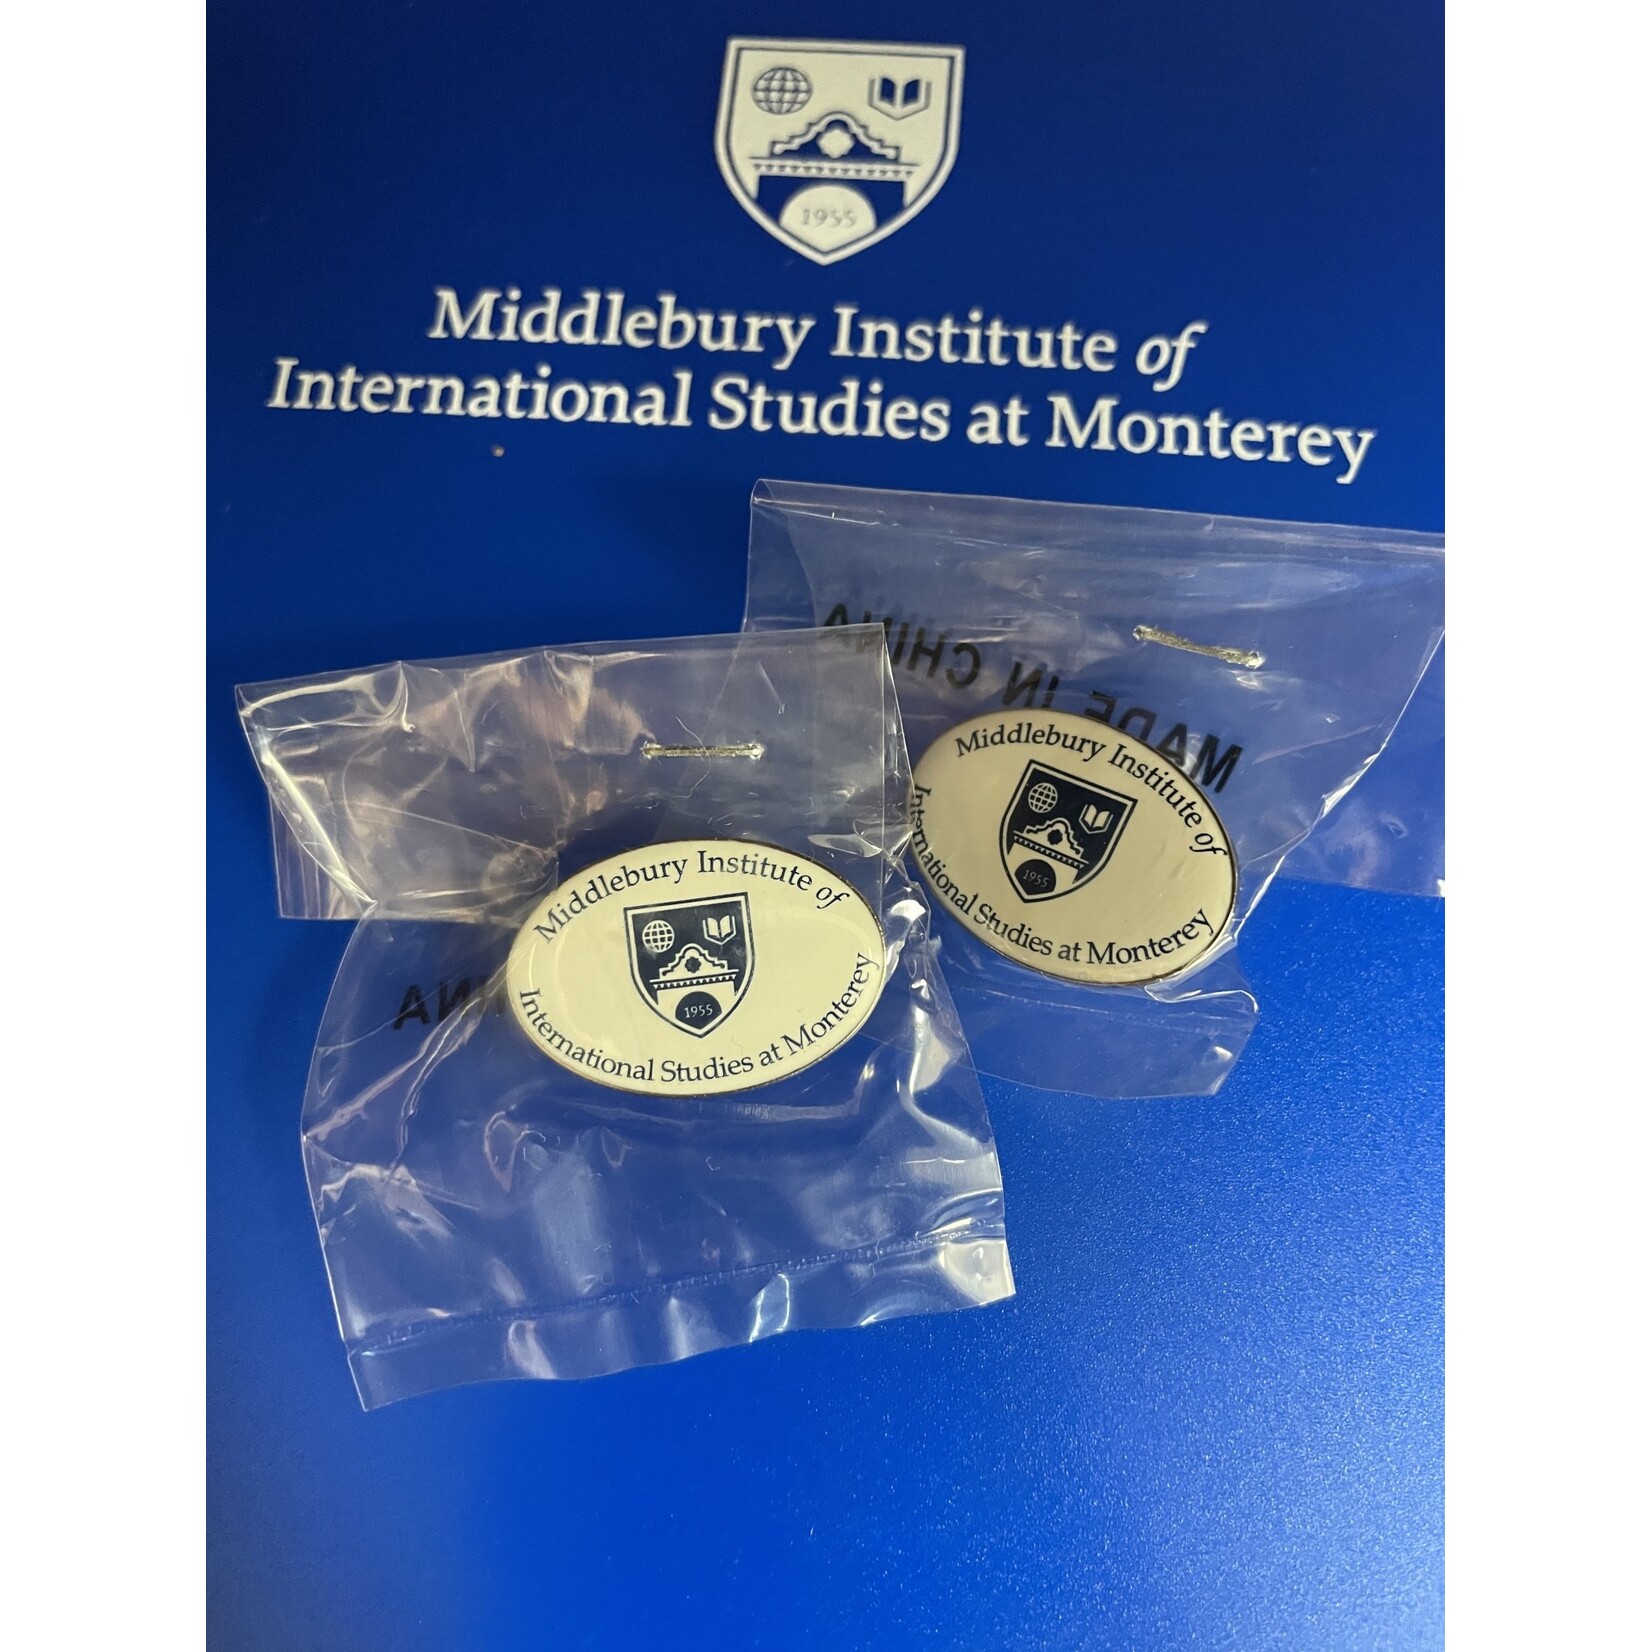 1955
Middlebury Institute of
International Studies at Monterey
MADE IN CHINA
Middlebury Institute of
1955
International Studies at Monterey
Middlebury Institute of
1955
International Studies at Monterey